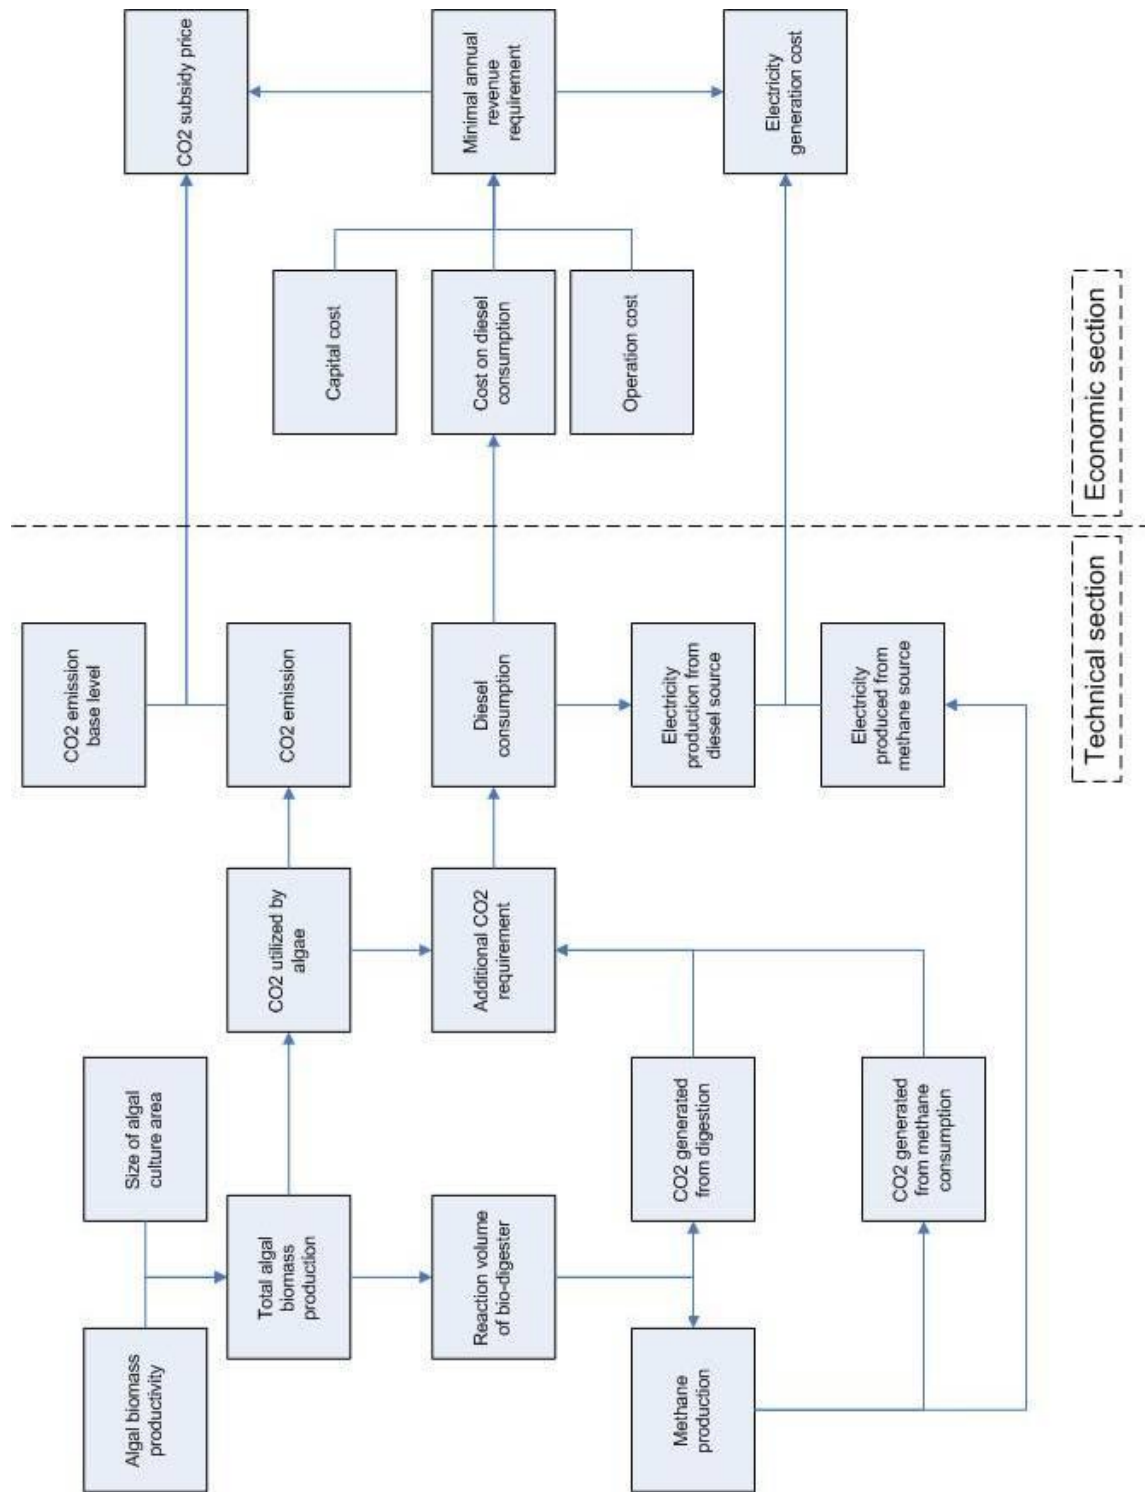 Algal biomass
productivity
Size of algal
culture area
CO2 emission
base level
CO2 subsidy price
Total algal
biomass
production
CO2 utilized by
algae
CO2 emission
Capital cost
Reaction volume
of bio-digester
Additional CO2
requirement
Diesel
consumption
Cost on diesel
consumption
Minimal annual
revenue
requirement
Operation cost
Methane
production
CO2 generated
from digestion
Electricity
production from
diesel source
Electricity
generation cost
CO2 generated
from methane
consumption
Electricity
produced from
methane source
Technical section
Economic section